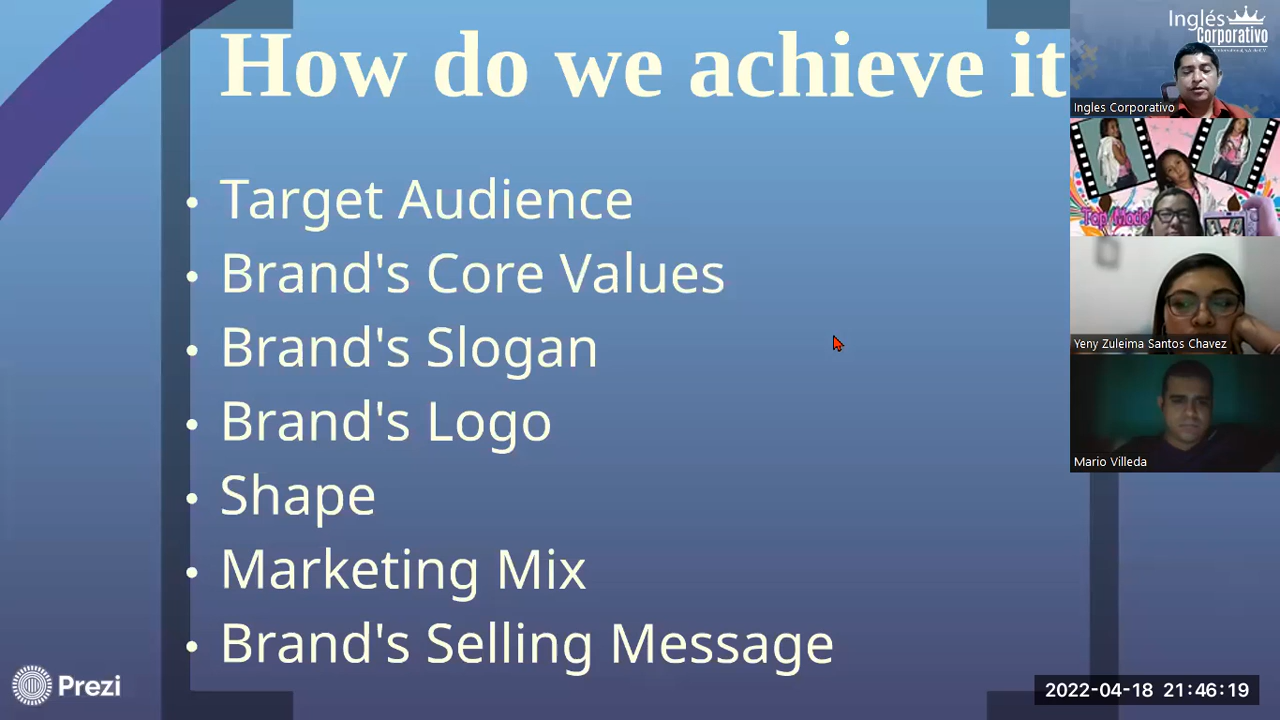 How do we achieve it
Target Audience
Brand's Core Values
Brand's Slogan
Brand's Logo
Shape
Marketing Mix
Brand's Selling Message
Prezi
Inglés
Corporativo
Ingles Corporativo
Top Model
Yeny Zuleima Santos Chavez
Mario Villeda
2022-04-18 21:46:19